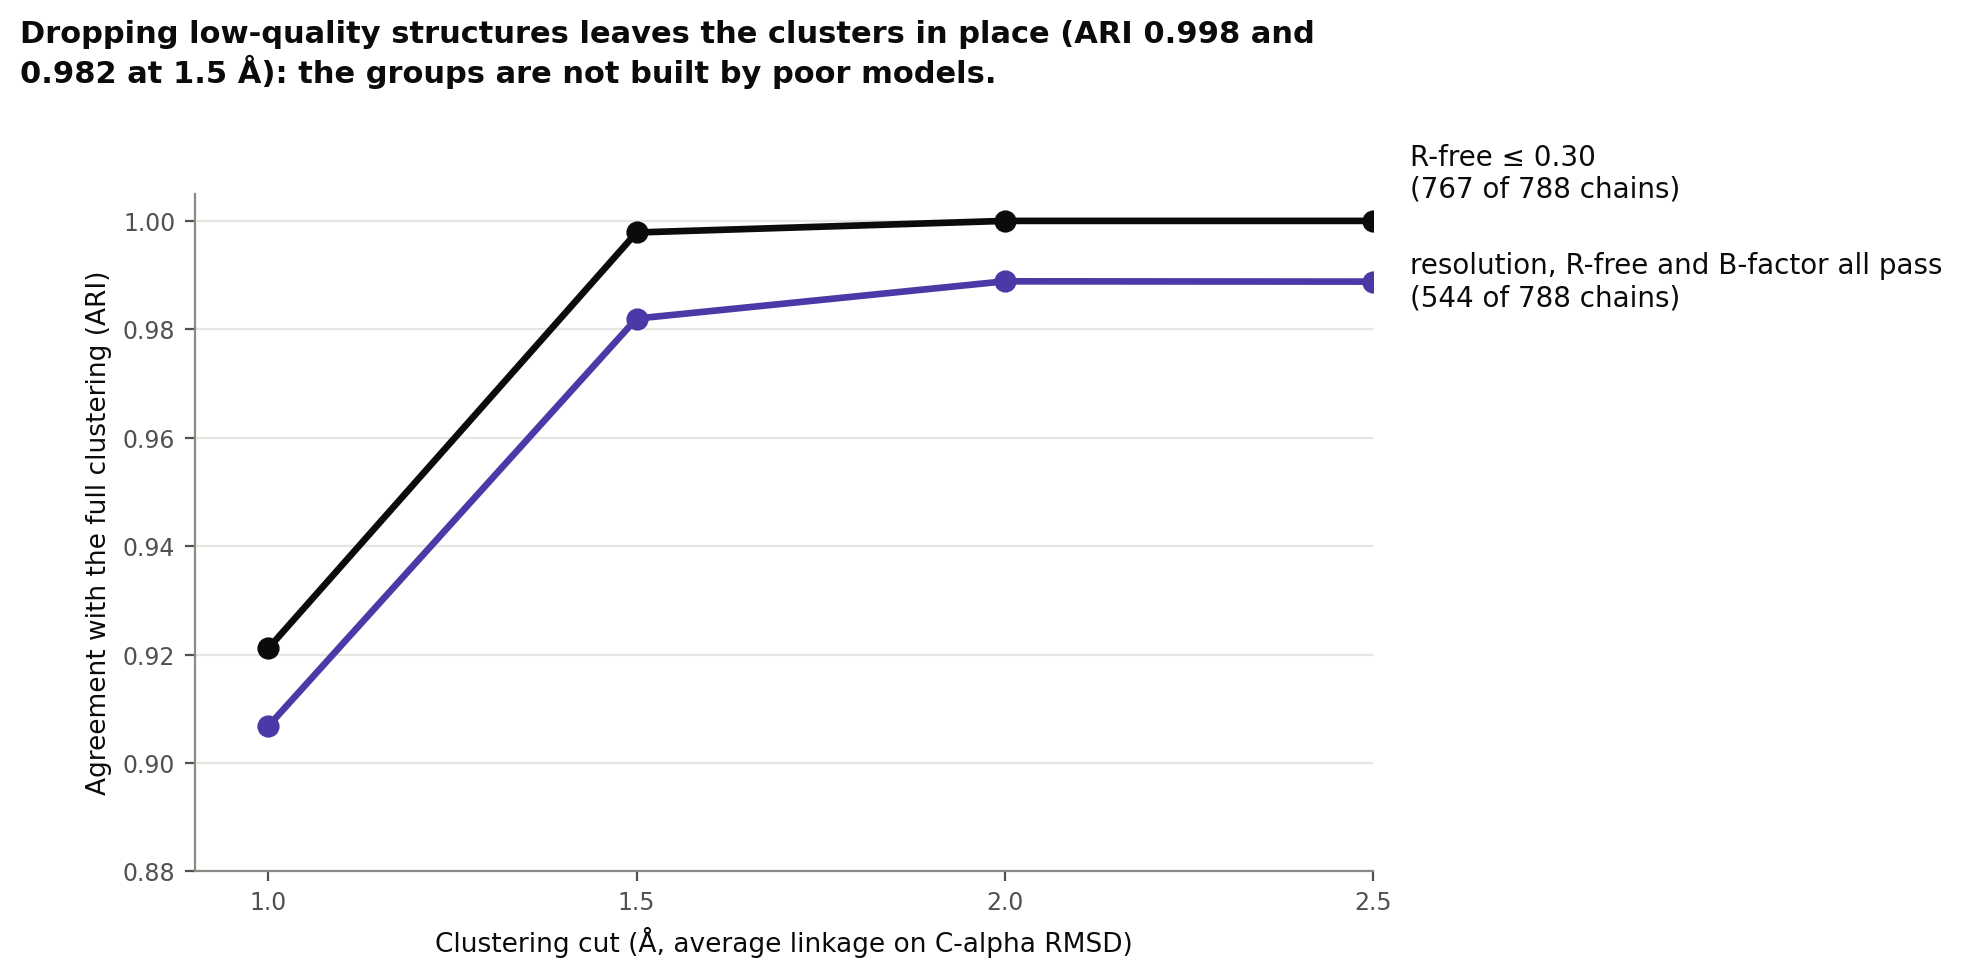 Dropping low-quality structures leaves the clusters in place (ARI 0.998 and
0.982 at 1.5 Å): the groups are not built by poor models.
R-free ≤ 0.30
(767 of 788 chains)
resolution, R-free and B-factor all pass
(544 of 788 chains)
Agreement with the full clustering (ARI)
1.00
0.98
0.96
0.94
0.92
0.90
0.88
1.0
1.5
2.0
2.5
Clustering cut (Å, average linkage on C-alpha RMSD)